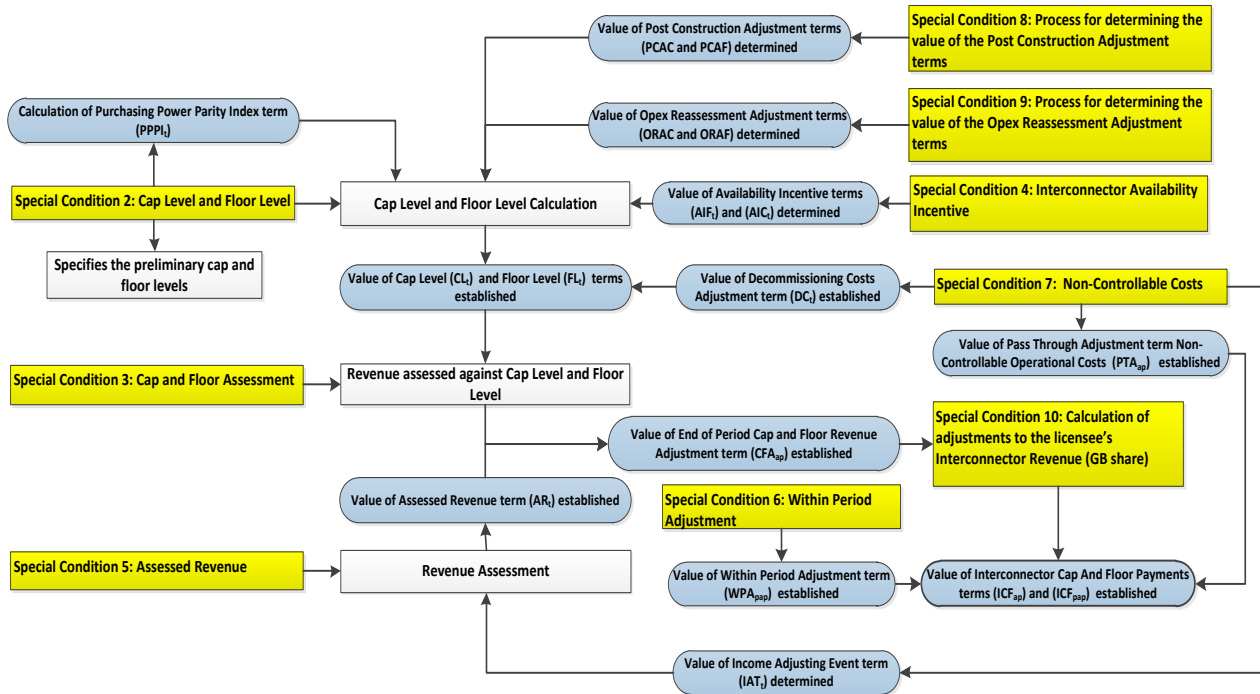 Value of Post Construction Adjustment terms
(PCAC and PCAF) determined
Special Condition 8: Process for determining the
value of the Post Construction Adjustment
terms
Calculation of Purchasing Power Parity Index term
(PPPIt)
Value of Opex Reassessment Adjustment terms
(ORAC and ORAF) determined
Special Condition 9: Process for determining the
value of the Opex Reassessment Adjustment
terms
Special Condition 2: Cap Level and Floor Level
Cap Level and Floor Level Calculation
Value of Availability Incentive terms
(AIFt) and (AICt) determined
Special Condition 4: Interconnector Availability
Incentive
Specifies the preliminary cap and
floor levels
Value of Cap Level (CLt) and Floor Level (FLt) terms
established
Value of Decommissioning Costs
Adjustment term (DCt) established
Special Condition 7: Non-Controllable Costs
Value of Pass Through Adjustment term Non-
Controllable Operational Costs (PTAap) established
Special Condition 3: Cap and Floor Assessment
Revenue assessed against Cap Level and Floor
Level
Value of End of Period Cap and Floor Revenue
Adjustment term (CFAap) established
Special Condition 10: Calculation of
adjustments to the licensee's
Interconnector Revenue (GB share)
Value of Assessed Revenue term (ARt) established
Special Condition 6: Within Period
Adjustment
Special Condition 5: Assessed Revenue
Revenue Assessment
Value of Within Period Adjustment term
(WPApap) established
Value of Interconnector Cap And Floor Payments
terms (ICFap) and (ICFpap) established
Value of Income Adjusting Event term
(IATt) determined